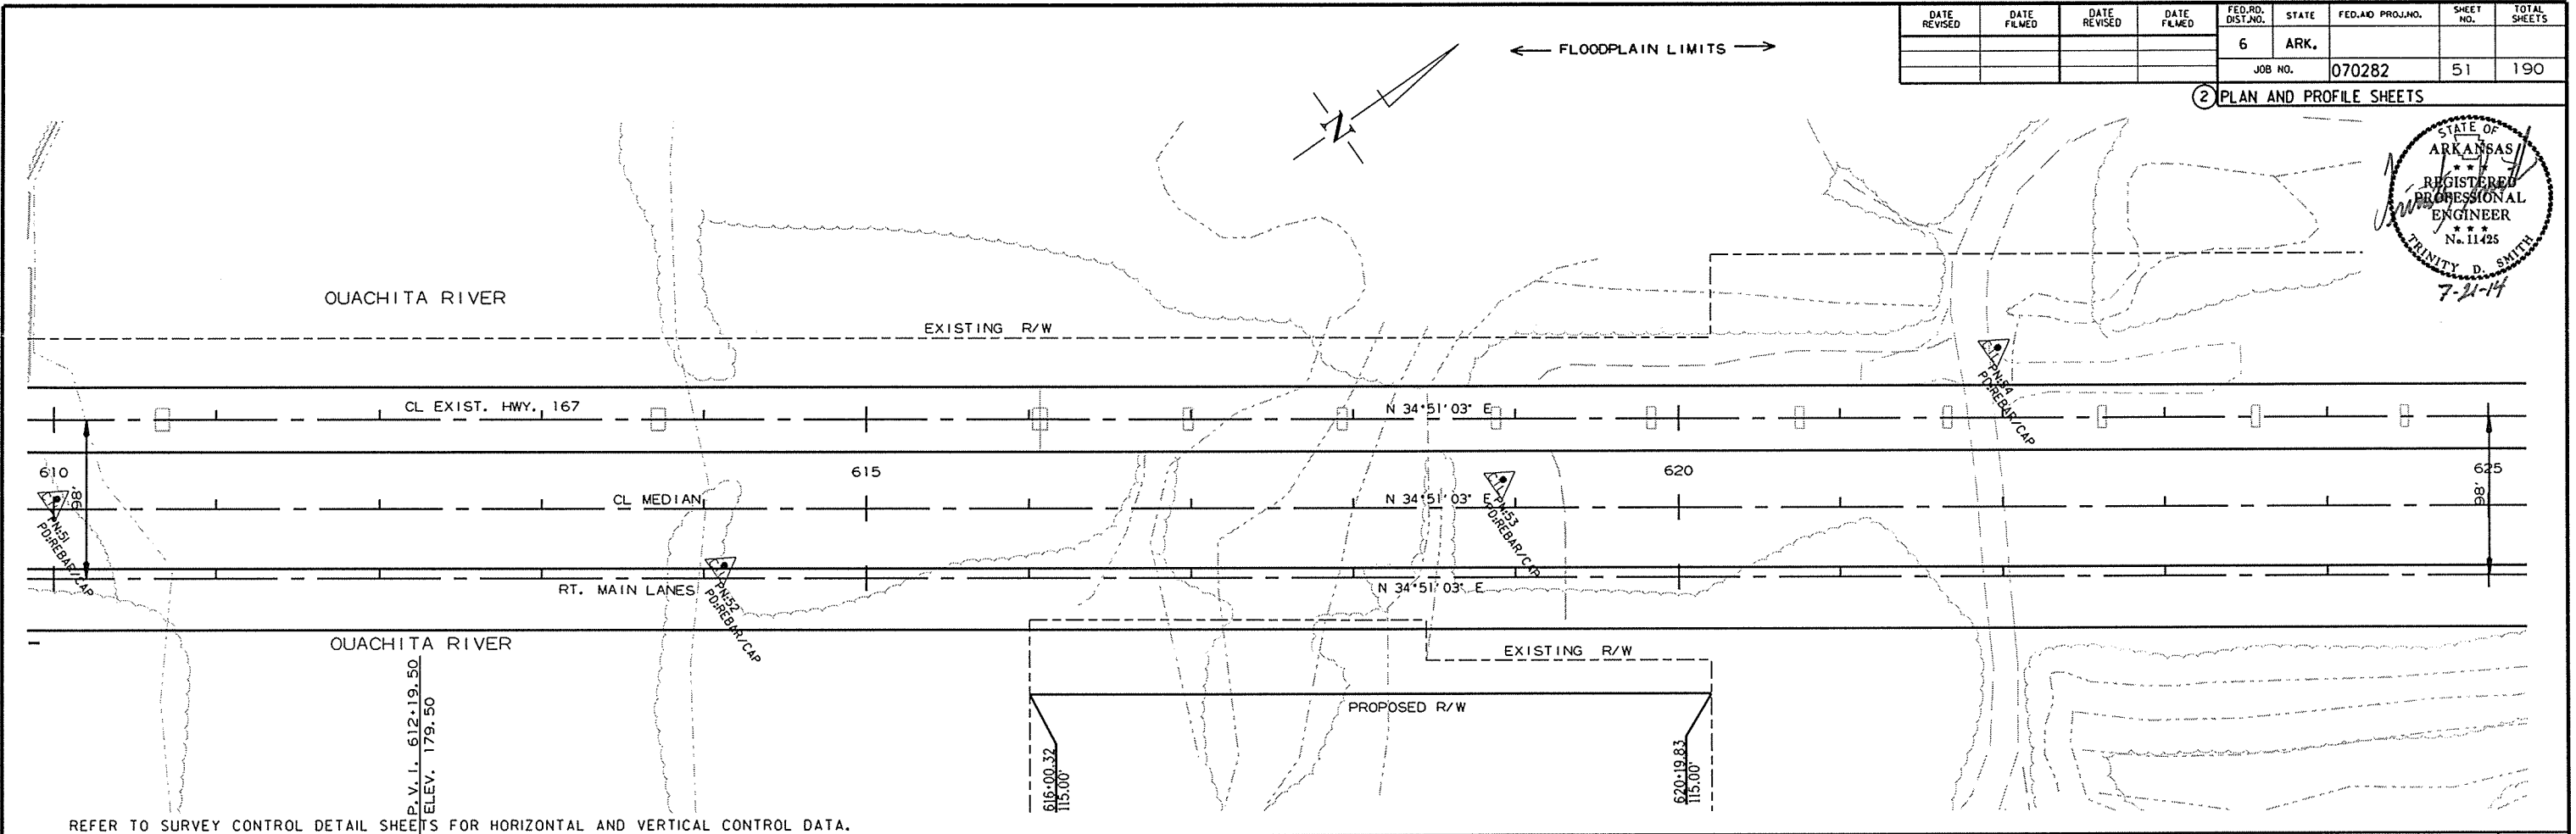 DATE REVISED
DATE FILMED
DATE REVISED
DATE FILMED
FED.RD. DIST.NO.
STATE
FED.AID PROJ.NO.
SHEET NO.
TOTAL SHEETS
6
ARK.
JOB NO.
070282
51
190
2 PLAN AND PROFILE SHEETS
FLOODPLAIN LIMITS
N
STATE OF
ARKANSAS
REGISTERED
PROFESSIONAL
ENGINEER
No. 11425
TRINITY D. SMITH
7-21-14
OUACHITA RIVER
EXISTING R/W
CL EXIST. HWY. 167
N 34°51'03" E
CTL
PN:54
PD:REBAR/CAP
610
615
620
625
98'
98'
CTL
PN:51
PD:REBAR/CAP
CL MEDIAN
N 34°51'03" E
CTL
PN:53
PD:REBAR/CAP
CTL
PN:52
PD:REBAR/CAP
RT. MAIN LANES
N 34°51'03" E
OUACHITA RIVER
EXISTING R/W
PROPOSED R/W
P.V.I. 612+19.50
ELEV. 179.50
616+00.32
115.00'
620+19.83
115.00'
REFER TO SURVEY CONTROL DETAIL SHEETS FOR HORIZONTAL AND VERTICAL CONTROL DATA.